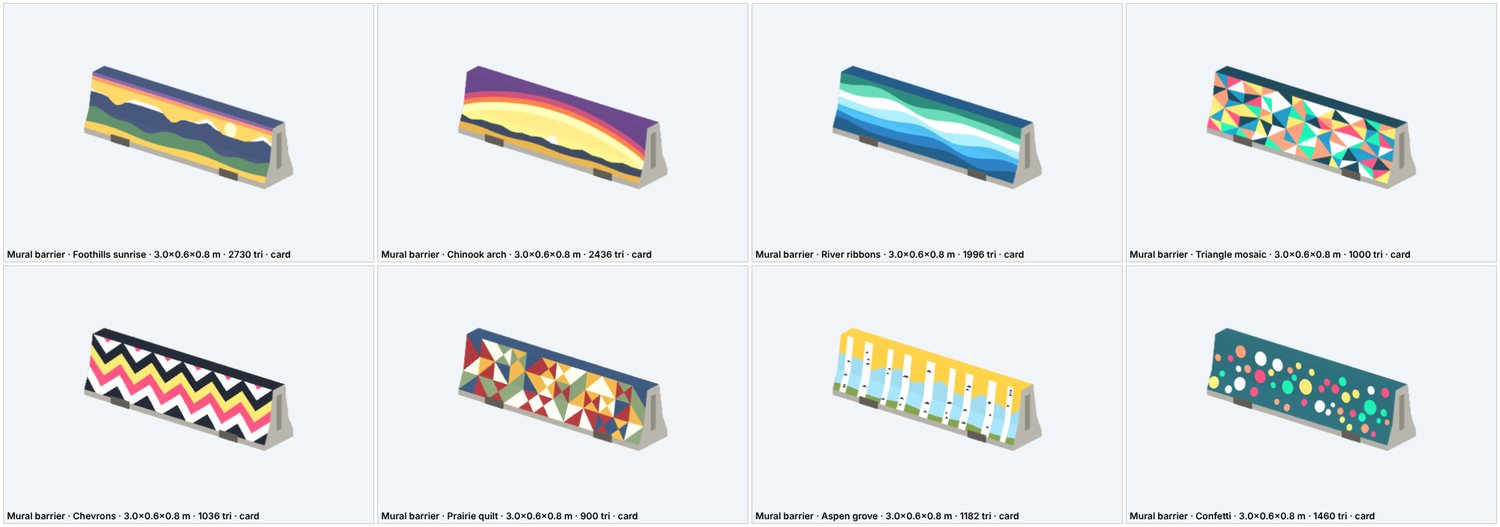 Mural barrier · Foothills sunrise · 3.0×0.6×0.8 m · 2730 tri · card
Mural barrier · Chinook arch · 3.0×0.6×0.8 m · 2436 tri · card
Mural barrier · River ribbons · 3.0×0.6×0.8 m · 1996 tri · card
Mural barrier · Triangle mosaic · 3.0×0.6×0.8 m · 1000 tri · card
Mural barrier · Chevrons · 3.0×0.6×0.8 m · 1036 tri · card
Mural barrier · Prairie quilt · 3.0×0.6×0.8 m · 900 tri · card
Mural barrier · Aspen grove · 3.0×0.6×0.8 m · 1182 tri · card
Mural barrier · Confetti · 3.0×0.6×0.8 m · 1460 tri · card